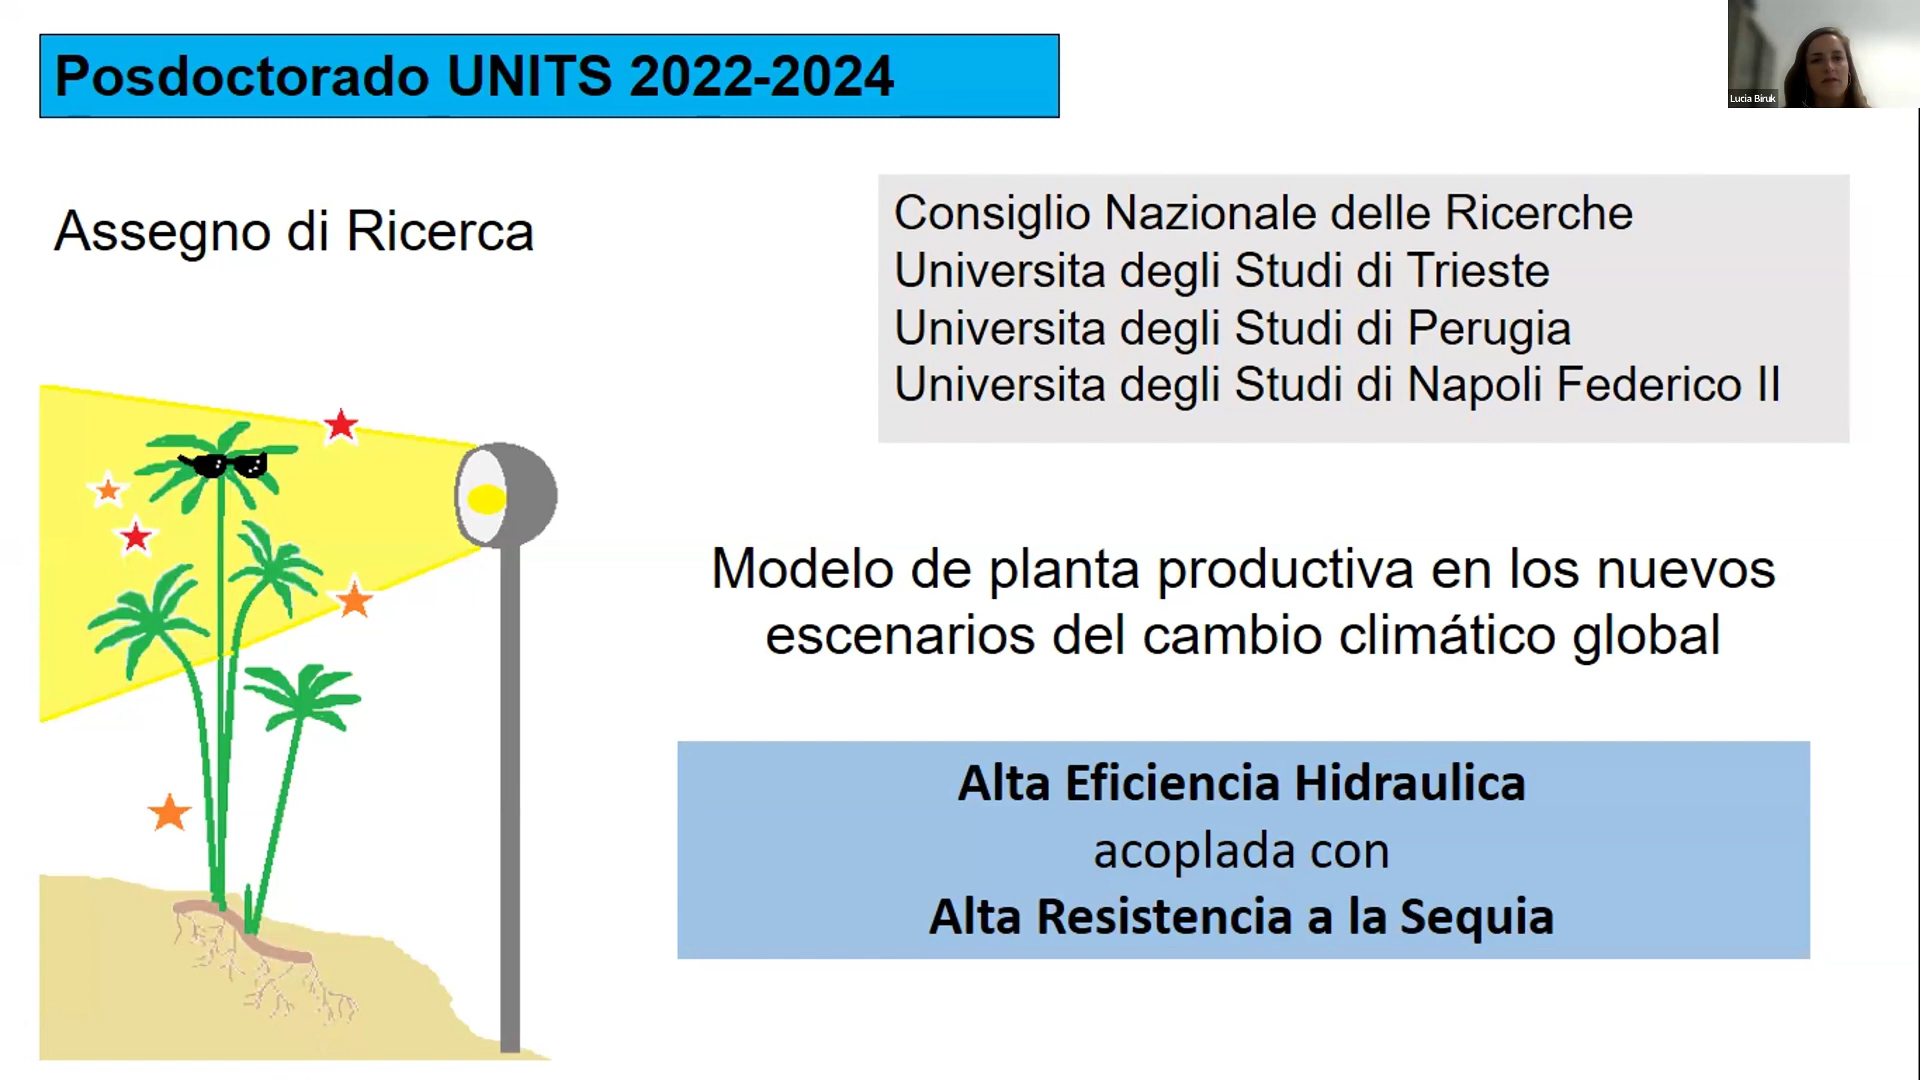 Posdoctorado UNITS 2022-2024
Lucia Biruk
Assegno di Ricerca
Consiglio Nazionale delle Ricerche
Universita degli Studi di Trieste
Universita degli Studi di Perugia
Universita degli Studi di Napoli Federico II
Modelo de planta productiva en los nuevos
escenarios del cambio climático global
Alta Eficiencia Hidraulica
acoplada con
Alta Resistencia a la Sequia